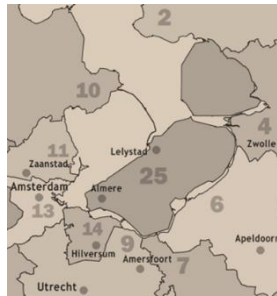 2
10
4
Zwolle
Lelystad
11
Zaanstad
25
Amsterdam
Almere
13
6
14
9
Hilversum
Amersfoort
7
Apeldoorn
Utrecht